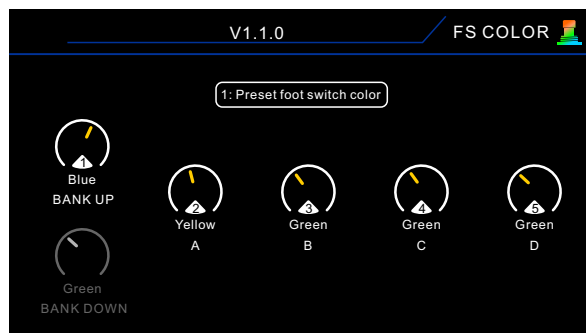 V1.1.0
FS COLOR
1: Preset foot switch color
1
Blue
BANK UP
2
Yellow
A
3
Green
B
4
Green
C
5
Green
D
Green
BANK DOWN